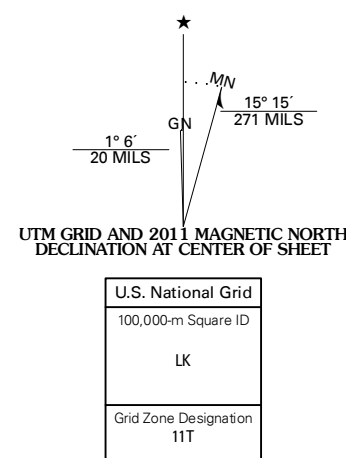 ★
MN
15° 15´
271 MILS
GN
1° 6´
20 MILS
UTM GRID AND 2011 MAGNETIC NORTH
DECLINATION AT CENTER OF SHEET
U.S. National Grid
100,000-m Square ID
LK
Grid Zone Designation
11T